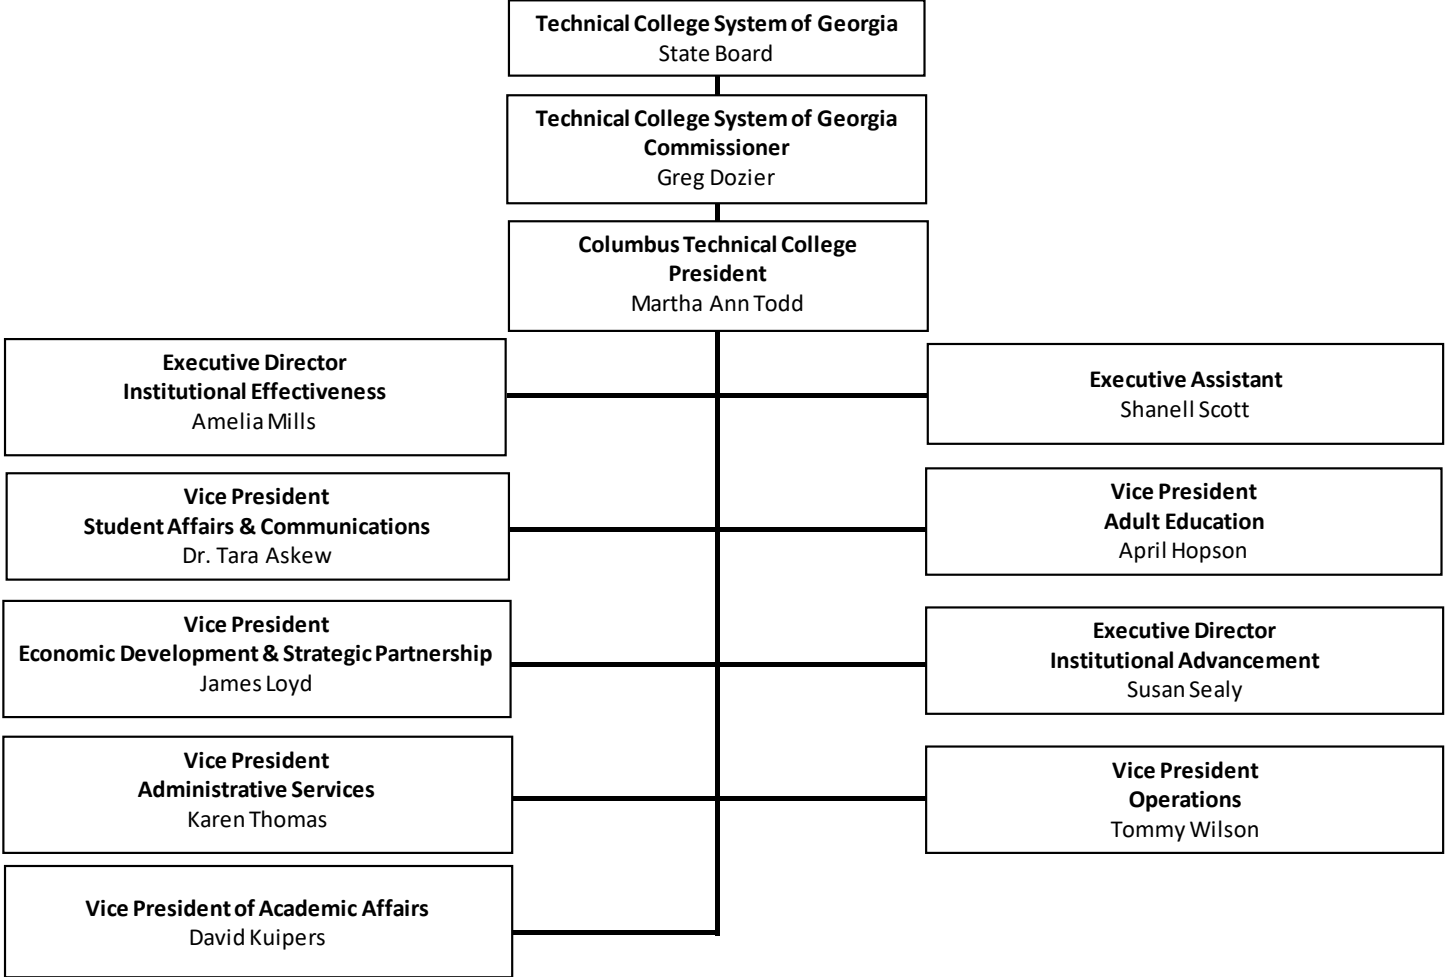 Technical College System of Georgia
State Board
Technical College System of Georgia
Commissioner
Greg Dozier
Columbus Technical College
President
Martha Ann Todd
Executive Director
Institutional Effectiveness
Amelia Mills
Executive Assistant
Shanell Scott
Vice President
Student Affairs & Communications
Dr. Tara Askew
Vice President
Adult Education
April Hopson
Vice President
Economic Development & Strategic Partnership
James Loyd
Executive Director
Institutional Advancement
Susan Sealy
Vice President
Administrative Services
Karen Thomas
Vice President
Operations
Tommy Wilson
Vice President of Academic Affairs
David Kuipers